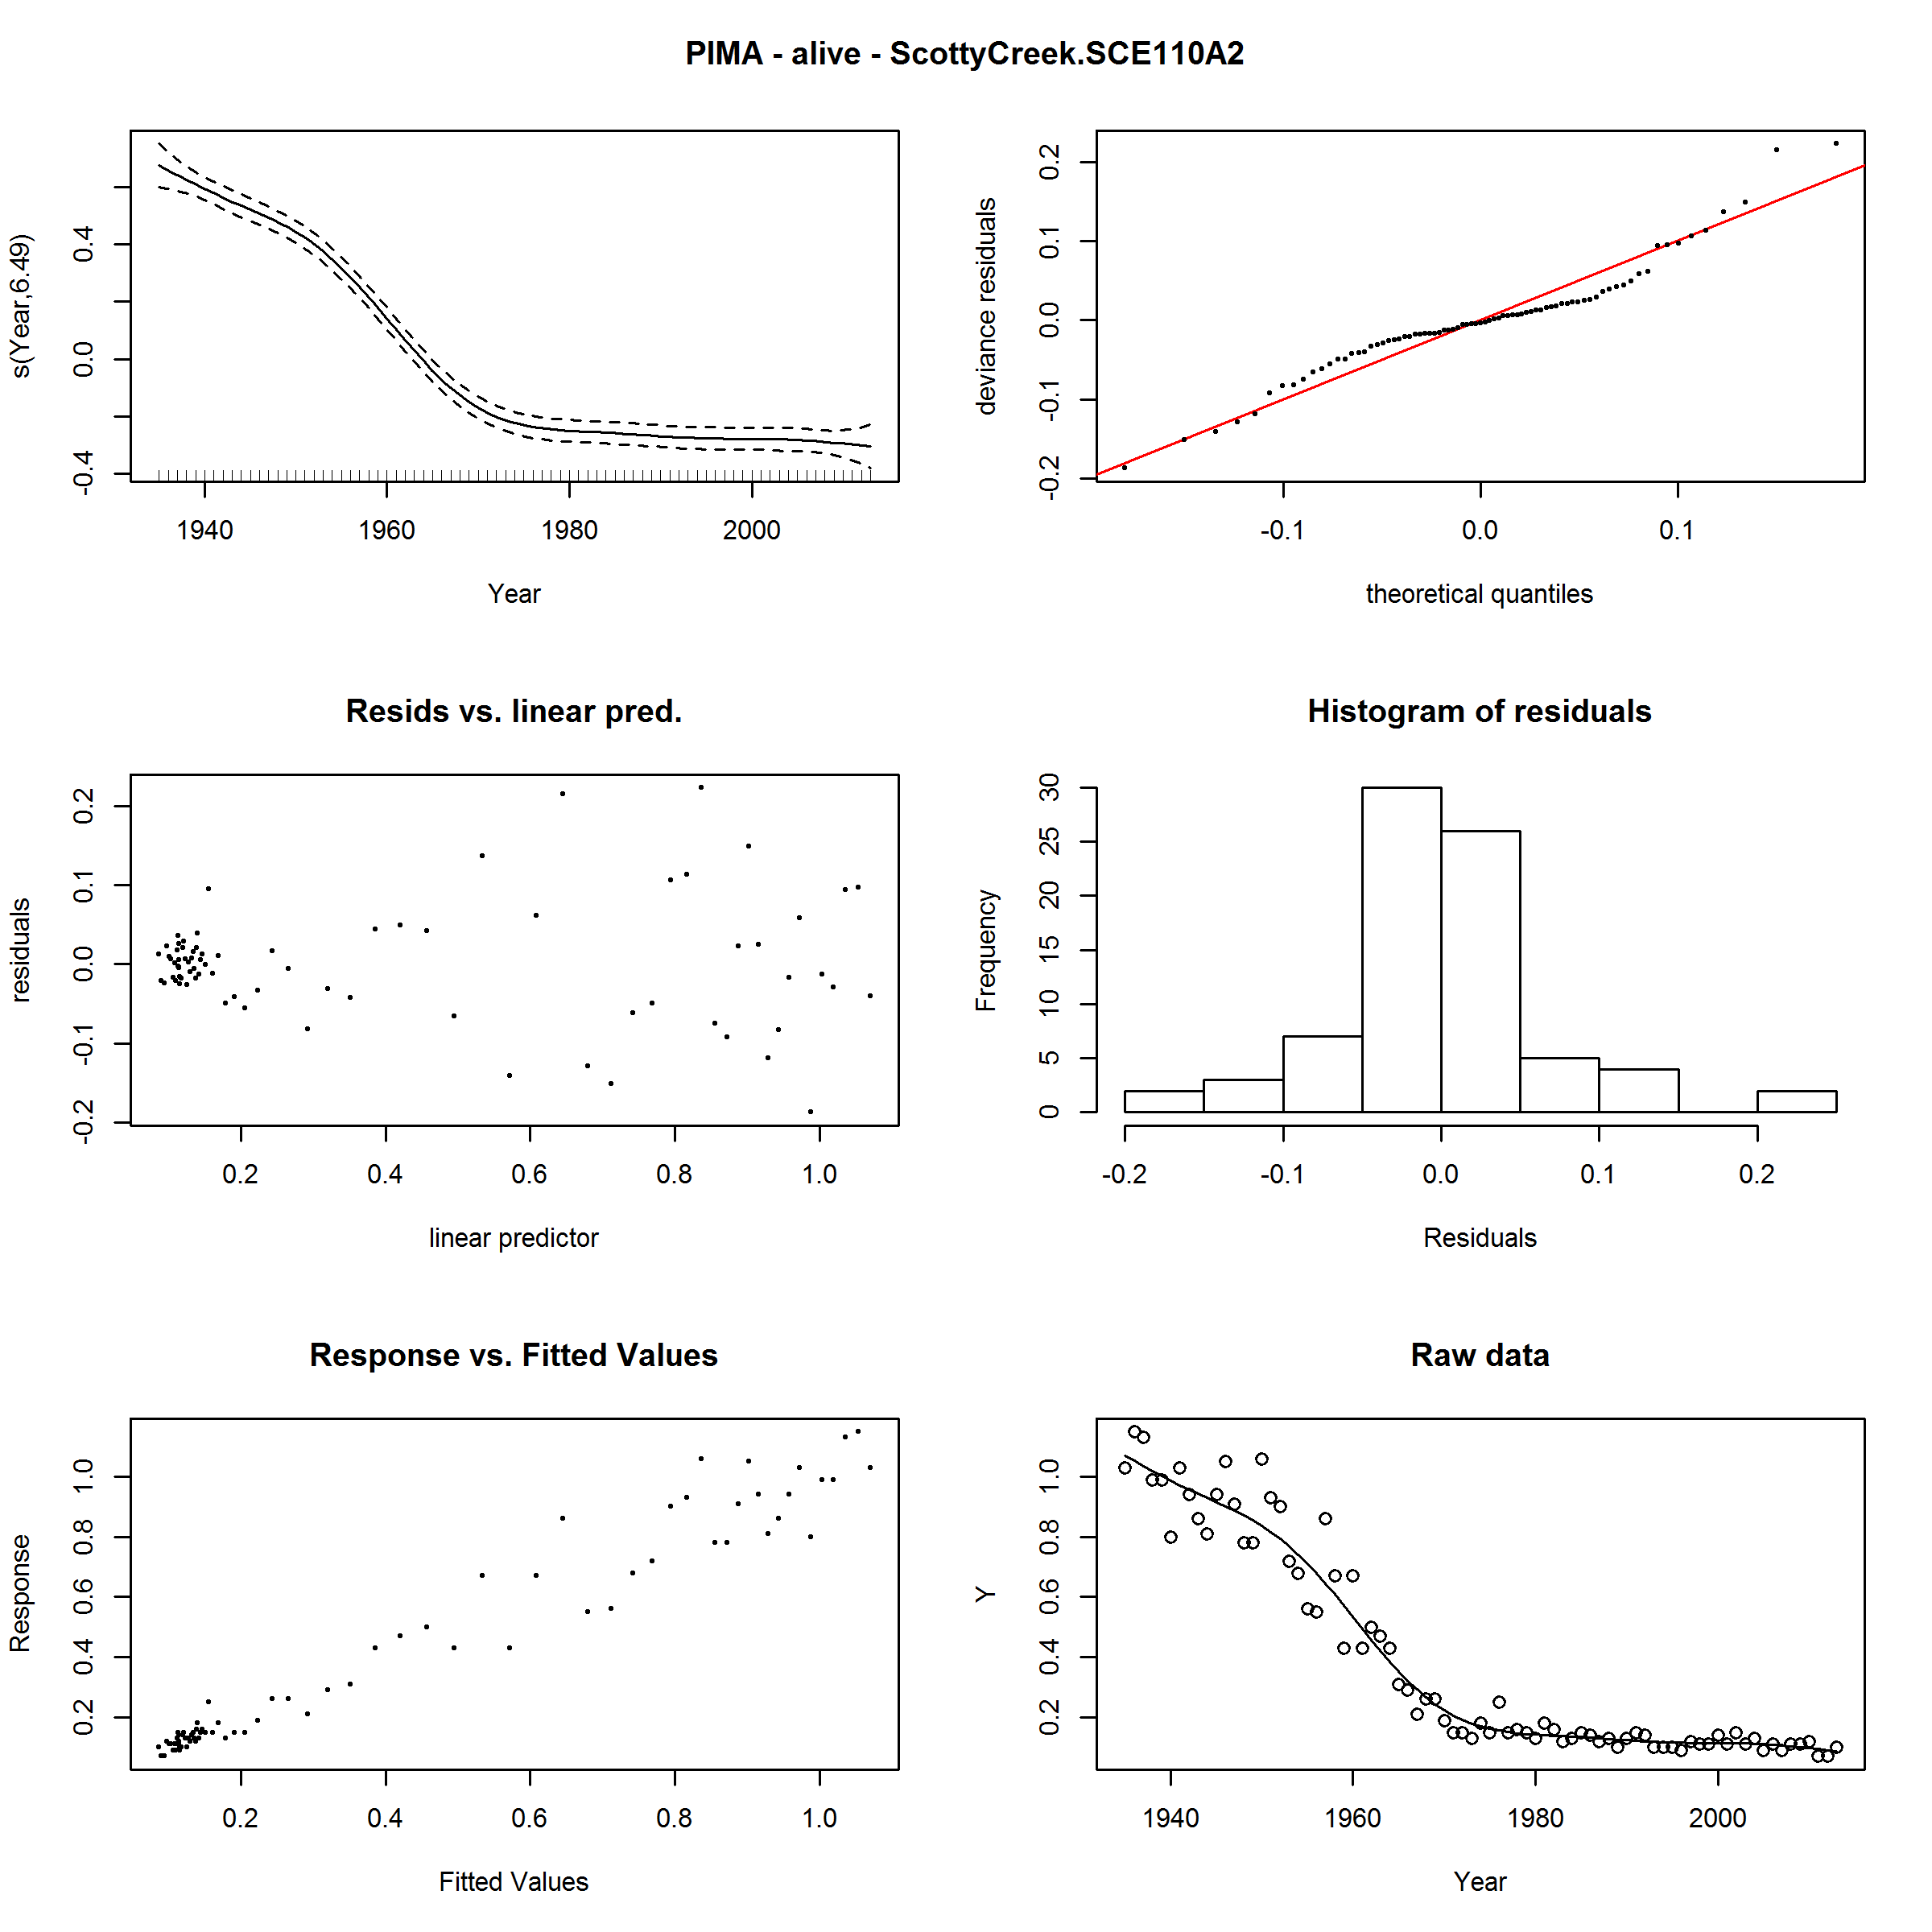 PIMA - alive - ScottyCreek.SCE110A2
s(Year,6.49)
-0.4 0.0 0.4
1940 1960 1980 2000
Year
deviance residuals
-0.2 -0.1 0.0 0.1 0.2
-0.1 0.0 0.1
theoretical quantiles
Resids vs. linear pred.
residuals
-0.2 -0.1 0.0 0.1 0.2
0.2 0.4 0.6 0.8 1.0
linear predictor
Histogram of residuals
Frequency
0 5 10 15 20 25 30
-0.2 -0.1 0.0 0.1 0.2
Residuals
Response vs. Fitted Values
Response
0.2 0.4 0.6 0.8 1.0
0.2 0.4 0.6 0.8 1.0
Fitted Values
Raw data
Y
0.2 0.4 0.6 0.8 1.0
1940 1960 1980 2000
Year